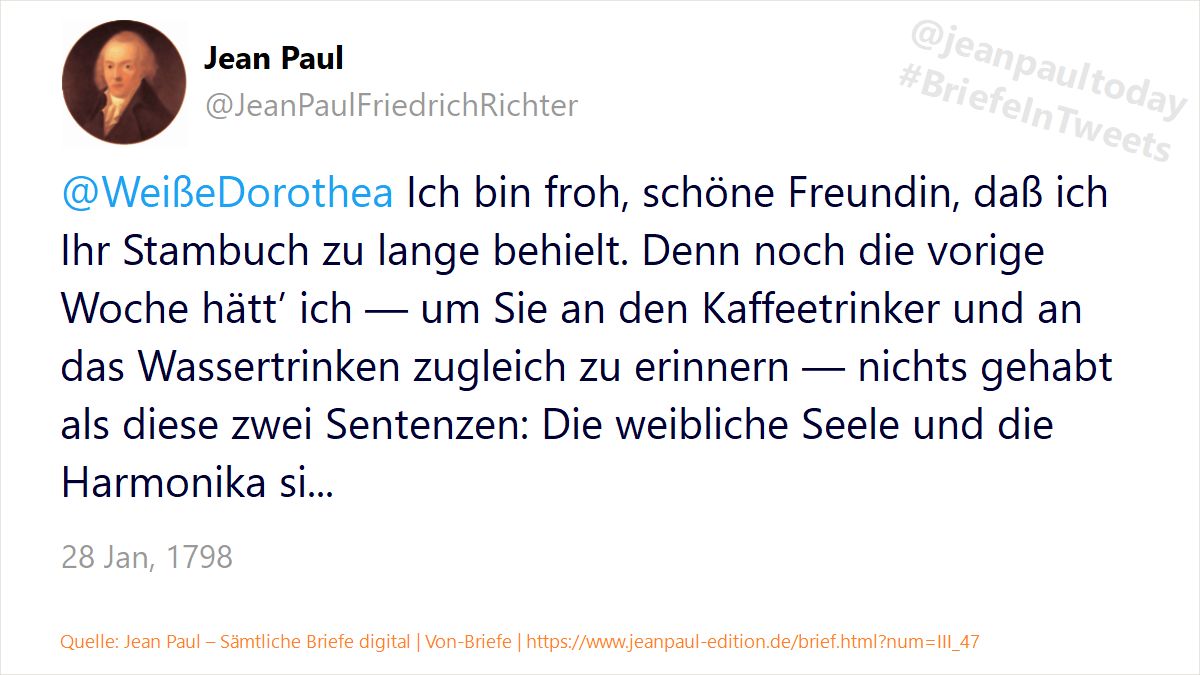 Jean Paul
@JeanPaulFriedrichRichter
@jeanpaultoday
#BriefeInTweets
@WeißeDorothea Ich bin froh, schöne Freundin, daß ich
Ihr Stambuch zu lange behielt. Denn noch die vorige
Woche hätt’ ich — um Sie an den Kaffeetrinker und an
das Wassertrinken zugleich zu erinnern — nichts gehabt
als diese zwei Sentenzen: Die weibliche Seele und die
Harmonika si...
28 Jan, 1798
Quelle: Jean Paul – Sämtliche Briefe digital | Von-Briefe | https://www.jeanpaul-edition.de/brief.html?num=III_47